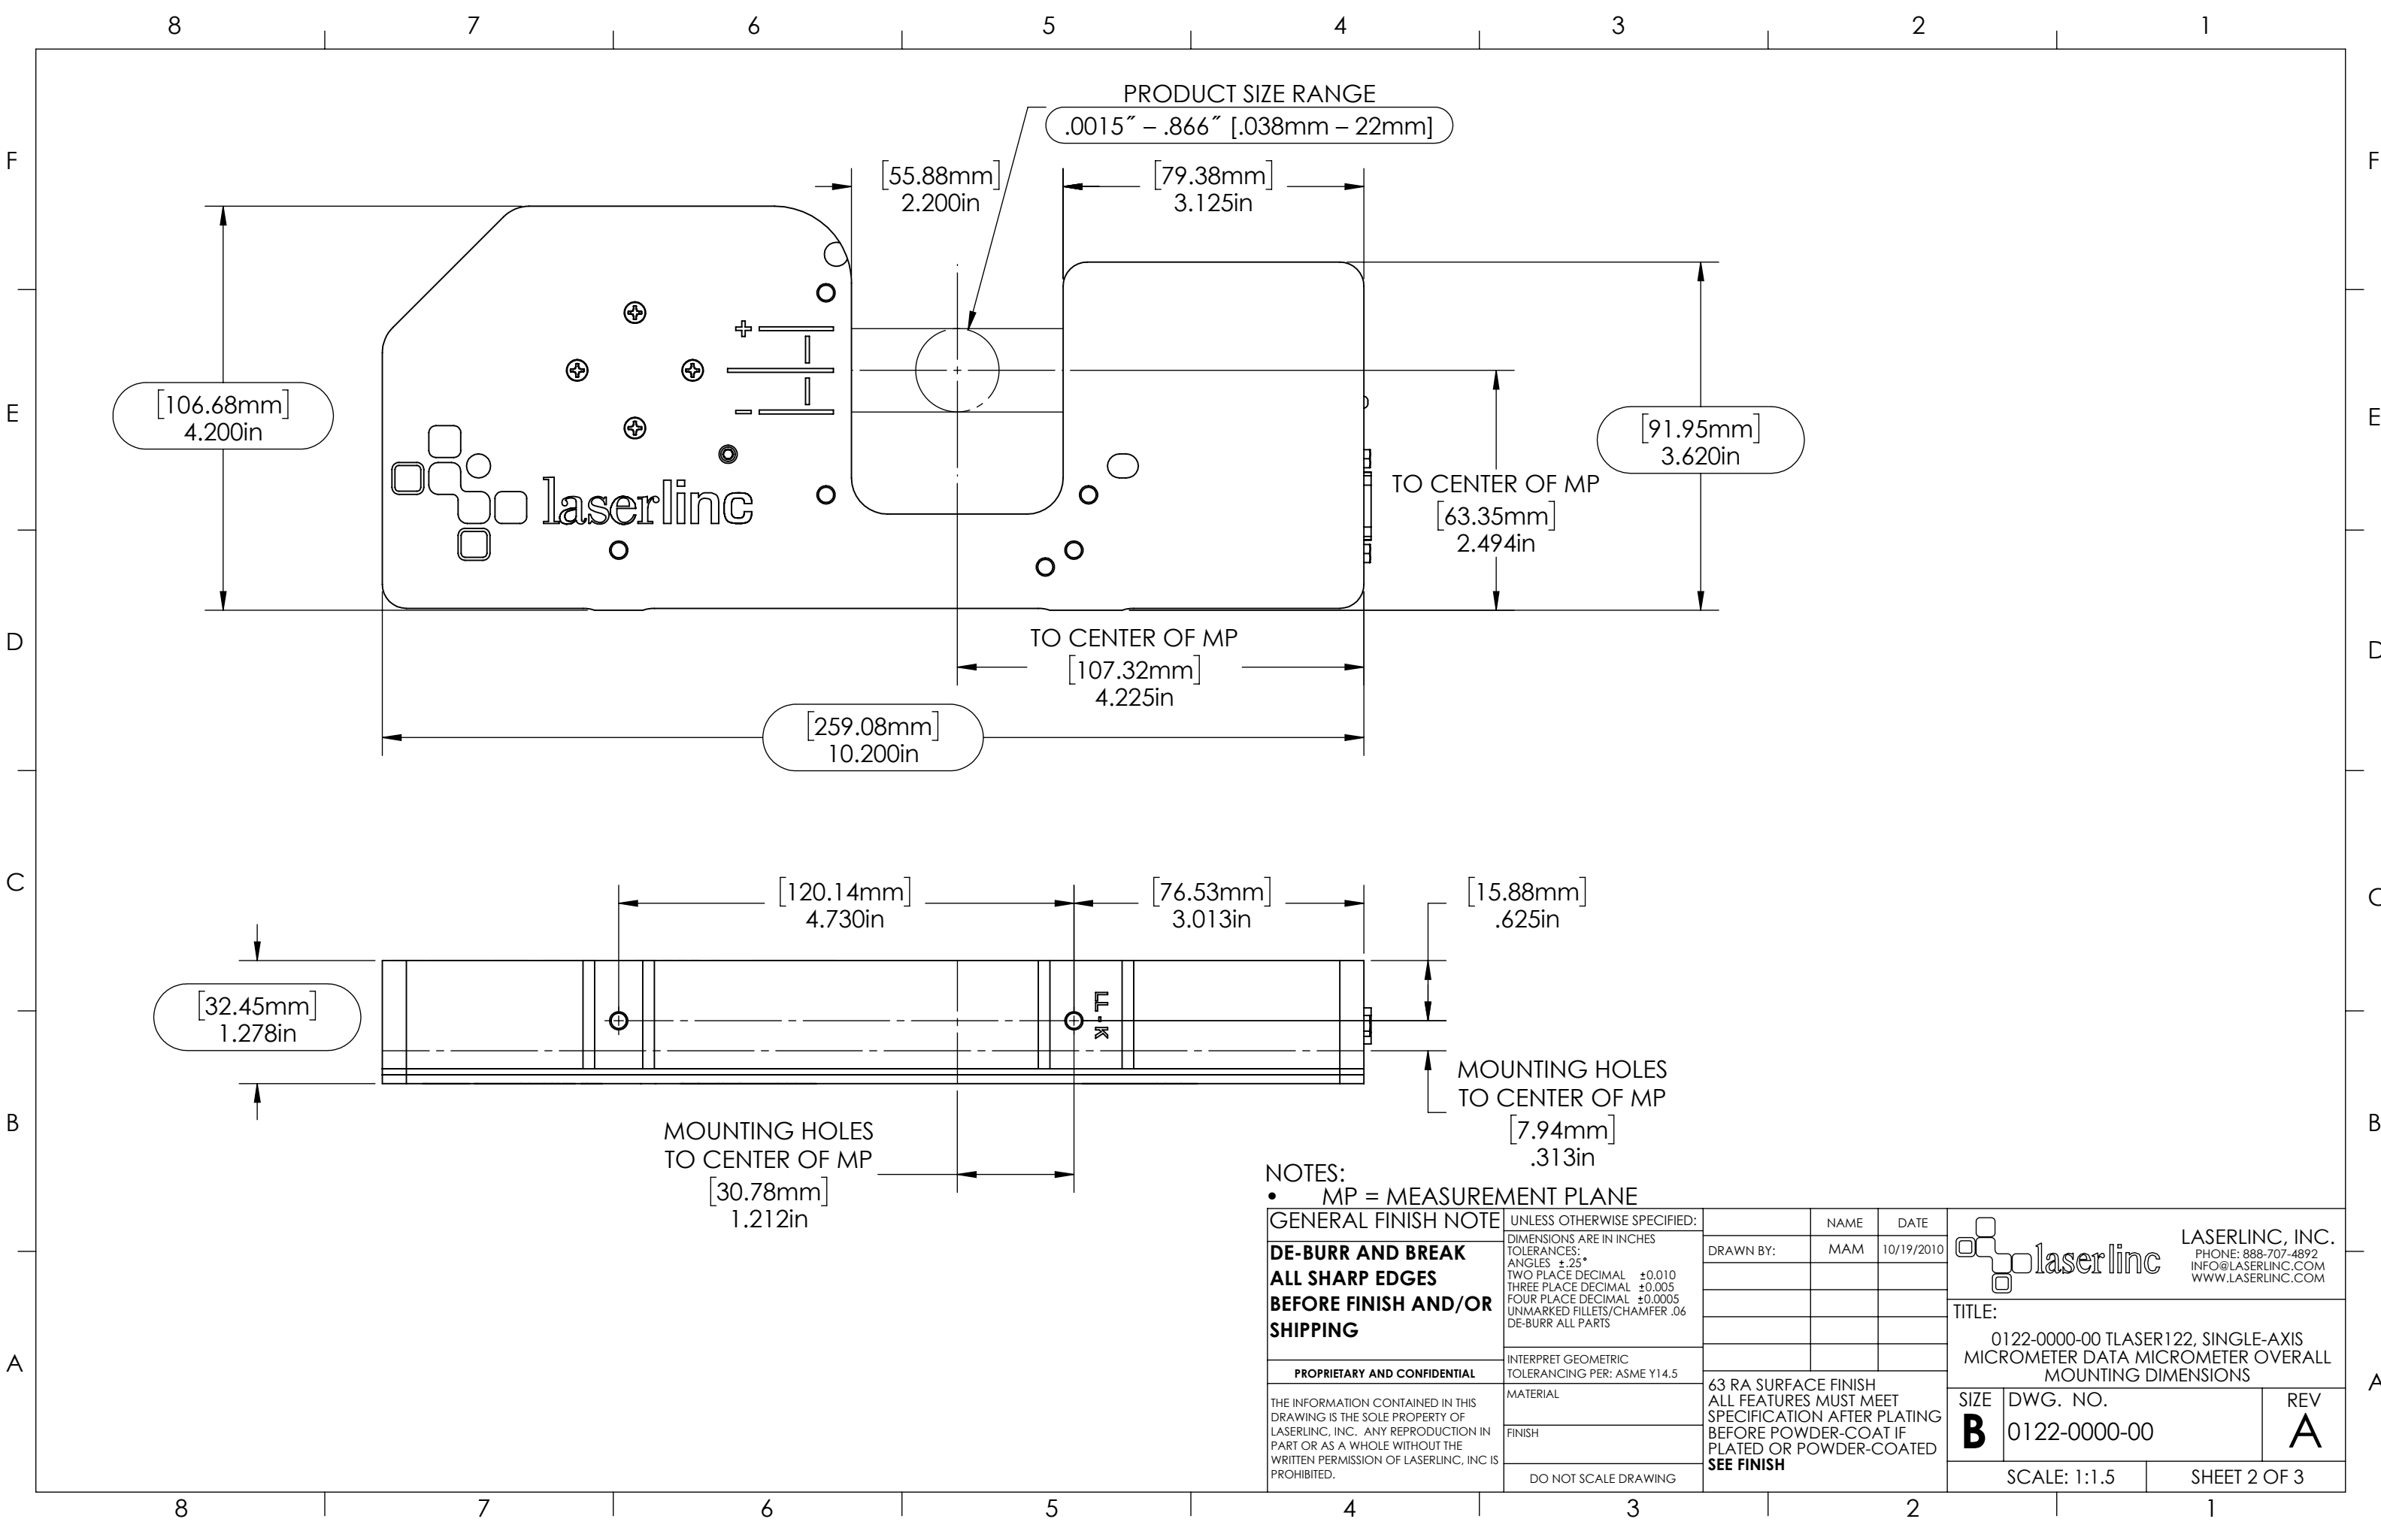 8 7 6 5 4 3 2 1
F F
PRODUCT SIZE RANGE
.0015″ – .866″ [.038mm – 22mm]
[55.88mm]
2.200in
[79.38mm]
3.125in
E E
[106.68mm]
4.200in
[91.95mm]
3.620in
TO CENTER OF MP
[63.35mm]
2.494in
laserlinc
D D
TO CENTER OF MP
[107.32mm]
4.225in
[259.08mm]
10.200in
C C
[120.14mm]
4.730in
[76.53mm]
3.013in
[15.88mm]
.625in
[32.45mm]
1.278in
LL-K
B B
MOUNTING HOLES
TO CENTER OF MP
[7.94mm]
.313in
MOUNTING HOLES
TO CENTER OF MP
[30.78mm]
1.212in
NOTES:
• MP = MEASUREMENT PLANE
A A
GENERAL FINISH NOTE
DE-BURR AND BREAK
ALL SHARP EDGES
BEFORE FINISH AND/OR
SHIPPING
PROPRIETARY AND CONFIDENTIAL
THE INFORMATION CONTAINED IN THIS
DRAWING IS THE SOLE PROPERTY OF
LASERLINC, INC. ANY REPRODUCTION IN
PART OR AS A WHOLE WITHOUT THE
WRITTEN PERMISSION OF LASERLINC, INC IS
PROHIBITED.
UNLESS OTHERWISE SPECIFIED:
DIMENSIONS ARE IN INCHES
TOLERANCES:
ANGLES ±.25°
TWO PLACE DECIMAL ±0.010
THREE PLACE DECIMAL ±0.005
FOUR PLACE DECIMAL ±0.0005
UNMARKED FILLETS/CHAMFER .06
DE-BURR ALL PARTS
INTERPRET GEOMETRIC
TOLERANCING PER: ASME Y14.5
MATERIAL
FINISH
DO NOT SCALE DRAWING
NAME DATE
DRAWN BY: MAM 10/19/2010
63 RA SURFACE FINISH
ALL FEATURES MUST MEET
SPECIFICATION AFTER PLATING
BEFORE POWDER-COAT IF
PLATED OR POWDER-COATED
SEE FINISH
laserlinc
LASERLINC, INC.
PHONE: 888-707-4892
INFO@LASERLINC.COM
WWW.LASERLINC.COM
TITLE:
0122-0000-00 TLASER122, SINGLE-AXIS
MICROMETER DATA MICROMETER OVERALL
MOUNTING DIMENSIONS
SIZE DWG. NO. REV
B 0122-0000-00 A
SCALE: 1:1.5 SHEET 2 OF 3
8 7 6 5 4 3 2 1